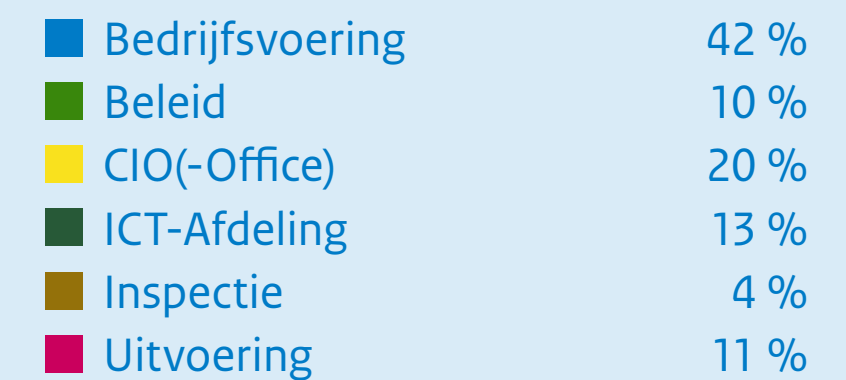 Bedrijfsvoering 42 %
Beleid 10 %
CIO(-Office) 20 %
ICT-Afdeling 13 %
Inspectie 4 %
Uitvoering 11 %